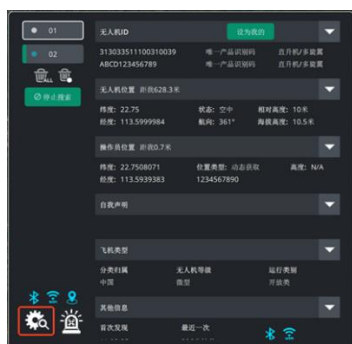 01
02
ALL
停止搜索
无人机ID
设为我的
313033511100310039 唯一产品识别码 直升机/多旋翼
ABCD123456789 唯一产品识别码 直升机/多旋翼
无人机位置 距我628.3米
纬度: 22.75 状态: 空中 相对高度: 10米
经度: 113.5999984 航向: 361° 海拔高度: 10.5米
操作员位置 距我0.7米
纬度: 22.7508071 位置类型: 动态获取 高度: N/A
经度: 113.5939383 1234567890
自我声明
飞机类型
分类归属 无人机等级 运行类别
中国 微型 开放类
其他信息
首次发现 最近一次